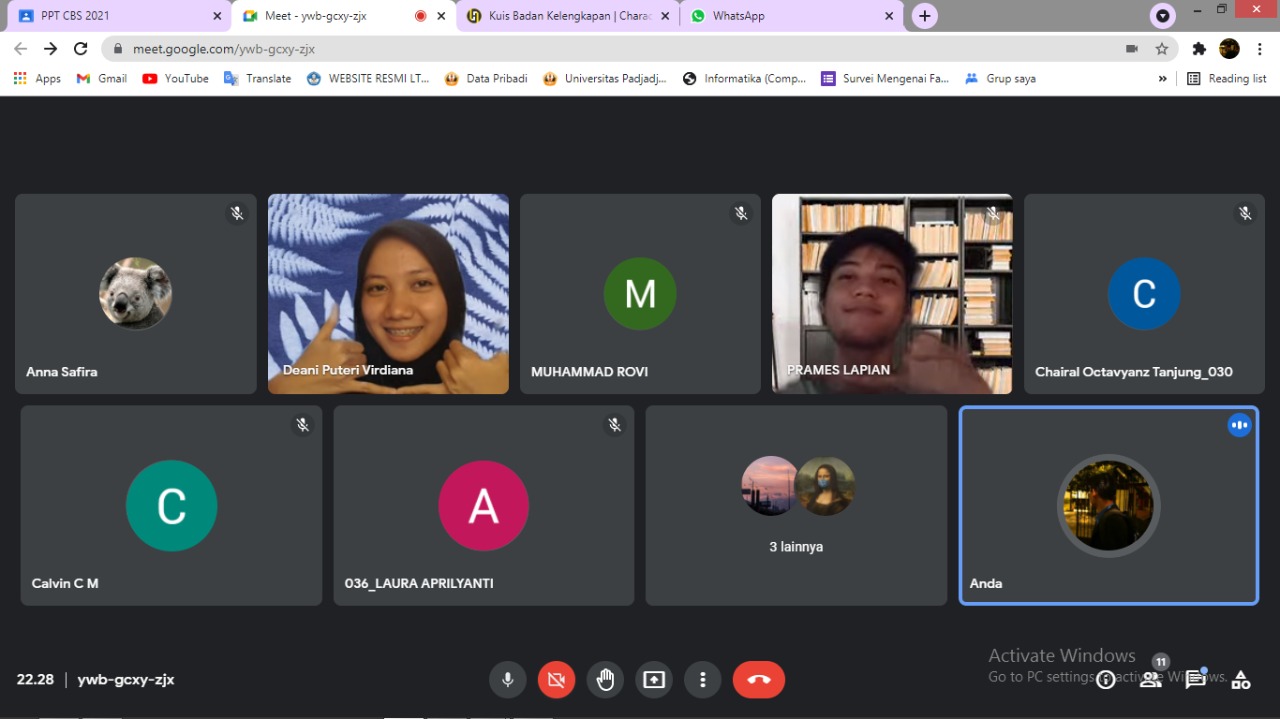 PPT CBS 2021
Meet - ywb-gcxy-zjx
Kuis Badan Kelengkapan | Charac
WhatsApp
meet.google.com/ywb-gcxy-zjx
Apps
Gmail
YouTube
Translate
WEBSITE RESMI LT...
Data Pribadi
Universitas Padjadj...
Informatika (Comp...
Survei Mengenai Fa...
Grup saya
»
Reading list
Anna Safira
Deani Puteri Virdiana
M
MUHAMMAD ROVI
PRAMES LAPIAN
C
Chairal Octavyanz Tanjung_030
C
Calvin C M
A
036_LAURA APRILYANTI
3 lainnya
Anda
22.28 | ywb-gcxy-zjx
11
Activate Windows
Go to PC settings to activate Windows.